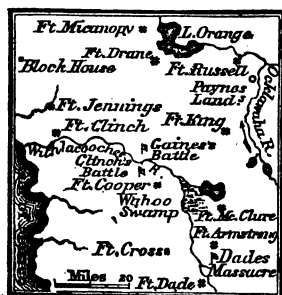 Ft. Micanopy
L. Orange
Ft. Drane
Block House
Ft. Russell
Paynes
Land's
Ocklawaha R.
Ft. Jennings
Ft. Clinch
Ft. King
Withlacoochee
R.
Gaines's
Battle
Clinch's
Battle
Ft. Cooper
Wahoo
Swamp
Ft. Mc. Clure
Ft. Armstrong
Ft. Cross
Dades
Massacre
Miles 20
Ft. Dade